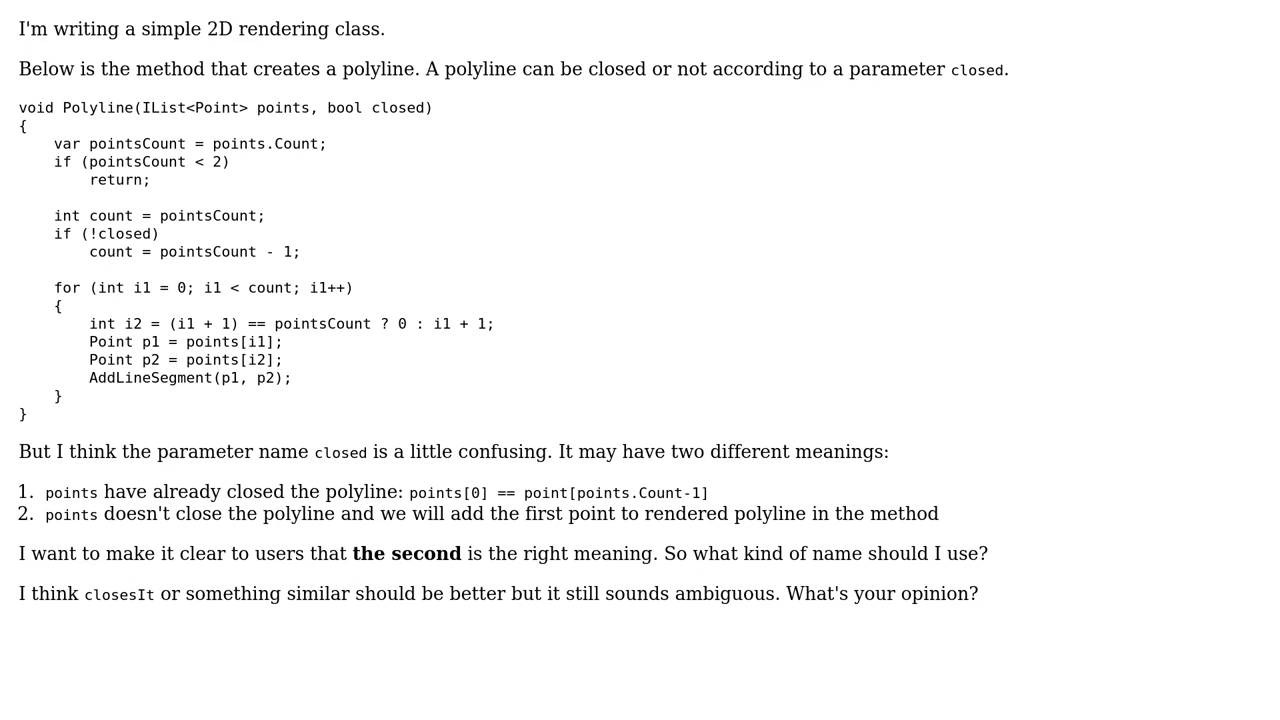 I'm writing a simple 2D rendering class.
Below is the method that creates a polyline. A polyline can be closed or not according to a parameter closed.
void Polyline(IList<Point> points, bool closed)
{
    var pointsCount = points.Count;
    if (pointsCount < 2)
        return;

    int count = pointsCount;
    if (!closed)
        count = pointsCount - 1;

    for (int i1 = 0; i1 < count; i1++)
    {
        int i2 = (i1 + 1) == pointsCount ? 0 : i1 + 1;
        Point p1 = points[i1];
        Point p2 = points[i2];
        AddLineSegment(p1, p2);
    }
}
But I think the parameter name closed is a little confusing. It may have two different meanings:
1. points have already closed the polyline: points[0] == point[points.Count-1]
2. points doesn't close the polyline and we will add the first point to rendered polyline in the method
I want to make it clear to users that the second is the right meaning. So what kind of name should I use?
I think closesIt or something similar should be better but it still sounds ambiguous. What's your opinion?